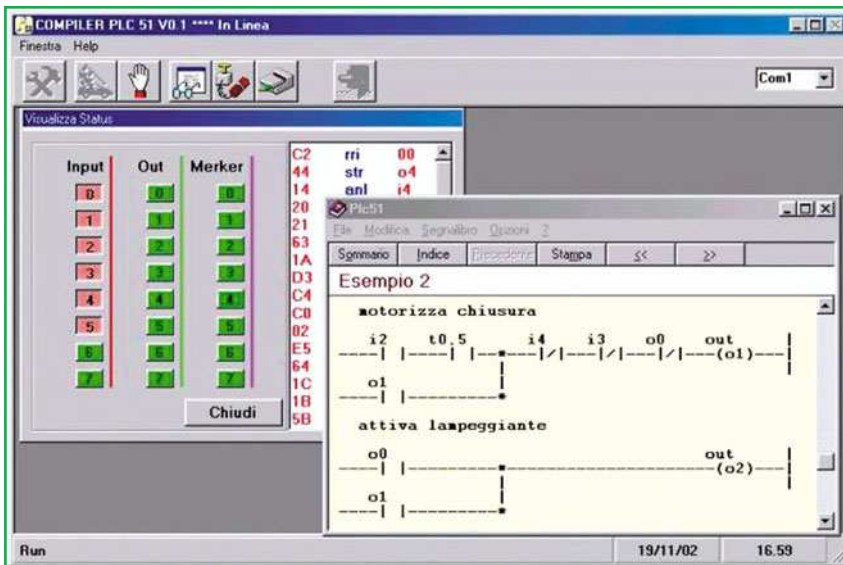 COMPILER PLC 51 V0.1 **** In Linea
Finestra Help
Com1
Visualizza Status
Input Out Merker
0 0 0
1 1 1
2 2 2
3 3 3
4 4 4
5 5 5
6 6 6
7 7 7
Chiudi
C2 rri 00
44 str o4
14 anl i4
20
21
63
1A
D3
C4
C0
02
E5
64
1C
1B
5B
Plc51
File Modifica Segnalibro Opzioni ?
Sommario Indice Precedente Stampa << >>
Esempio 2
motorizza chiusura
i2 t0.5 i4 i3 o0 out
----| |-----| |--*---|/|---|/|---|/|----(o1)---|
o1
----| |----------*
attiva lampeggiante
o0 out
----| |----------*----------------------(o2)---|
o1
----| |----------*
Run 19/11/02 16.59